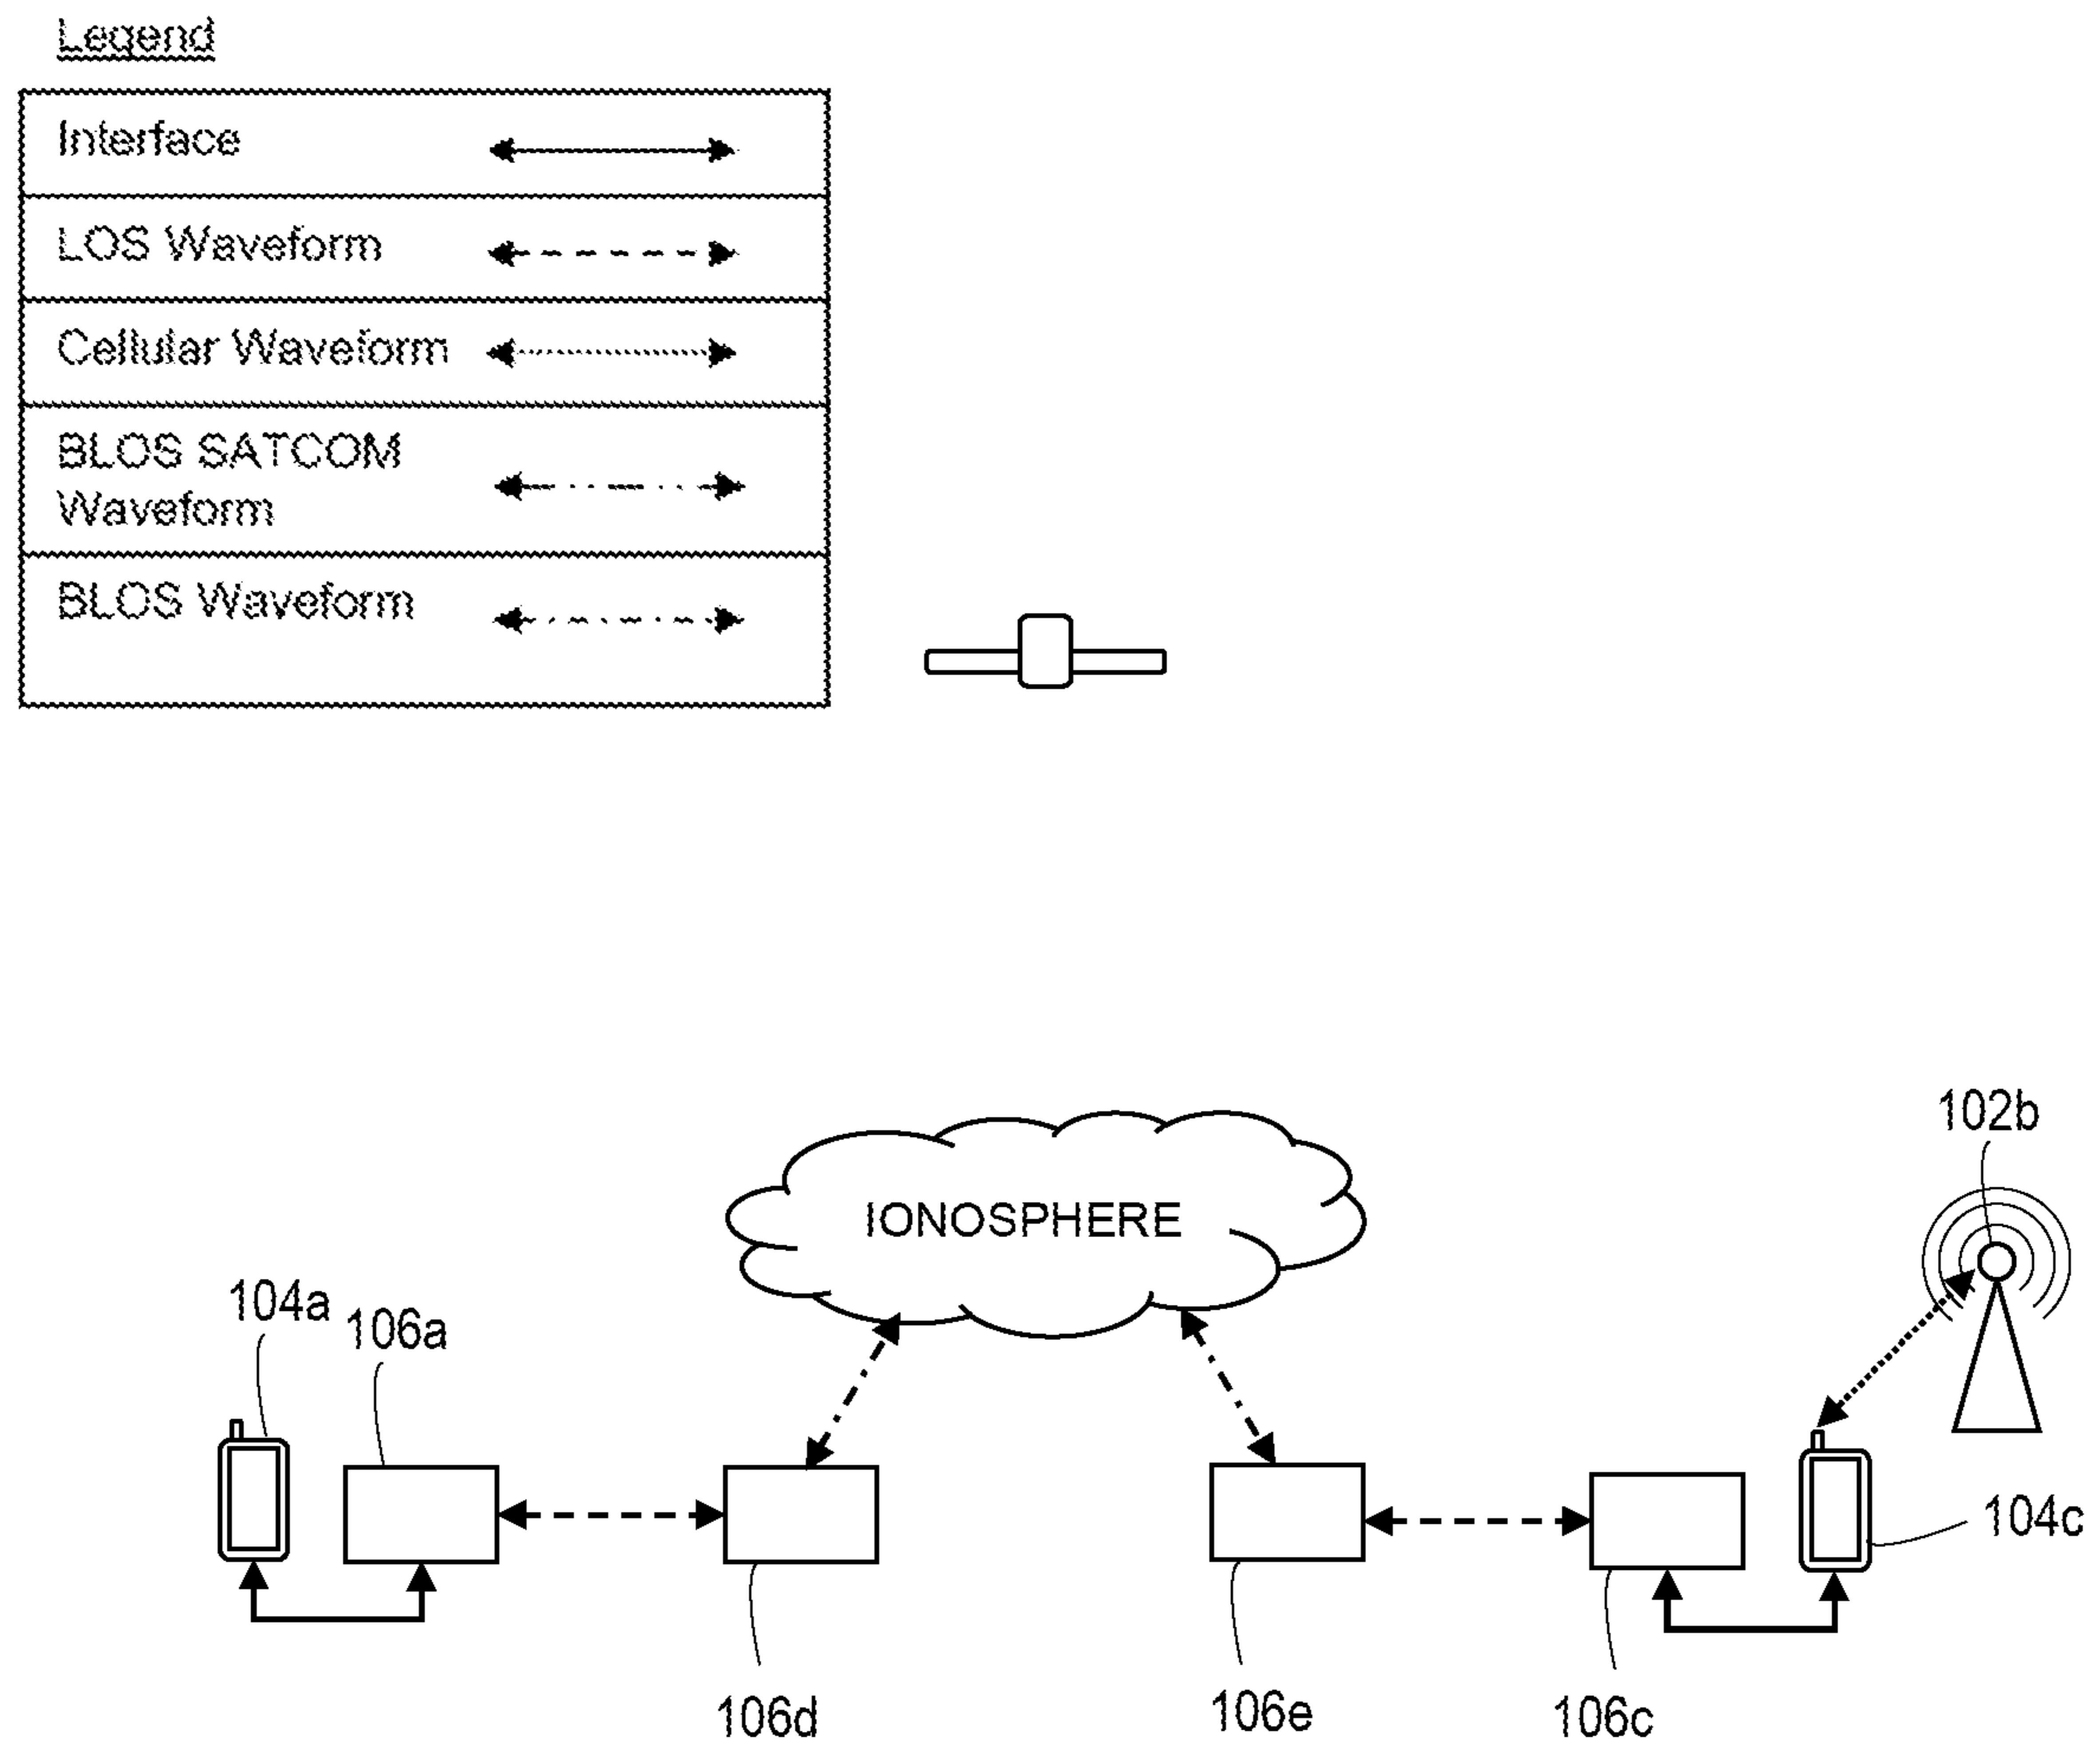 Legend
Interface
LOS Waveform
Cellular Waveform
BLOS SATCOM
Waveform
BLOS Waveform
102b
IONOSPHERE
104a
106a
104c
106d
106e
106c